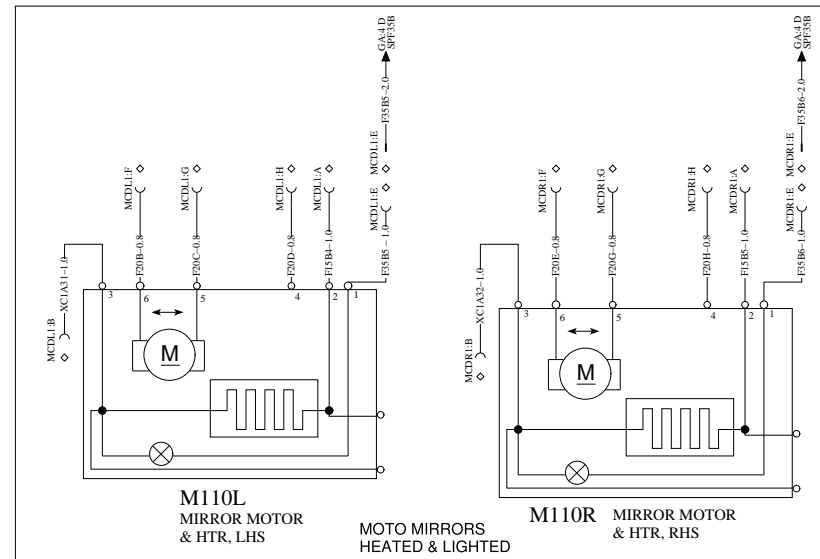 GA:4 D
SPF35B
F35B5–2.0
MCDL1:E
MCDL1:E
F35B5 – 1.0
MCDL1:F
MCDL1:G
MCDL1:H
MCDL1:A
F20B–0.8
F20C–0.8
F20D–0.8
F15B4–1.0
XC1A31–1.0
MCDL1:B
3
6
5
4
2
1
M
M110L
MIRROR MOTOR
& HTR, LHS
GA:4 D
SPF35B
F35B6–2.0
MCDR1:E
MCDR1:E
F35B6–1.0
MCDR1:F
MCDR1:G
MCDR1:H
MCDR1:A
F20E–0.8
F20G–0.8
F20H–0.8
F15B5–1.0
XC1A32–1.0
MCDR1:B
3
6
5
4
2
1
M
M110R
MIRROR MOTOR
& HTR, RHS
MOTO MIRRORS
HEATED & LIGHTED